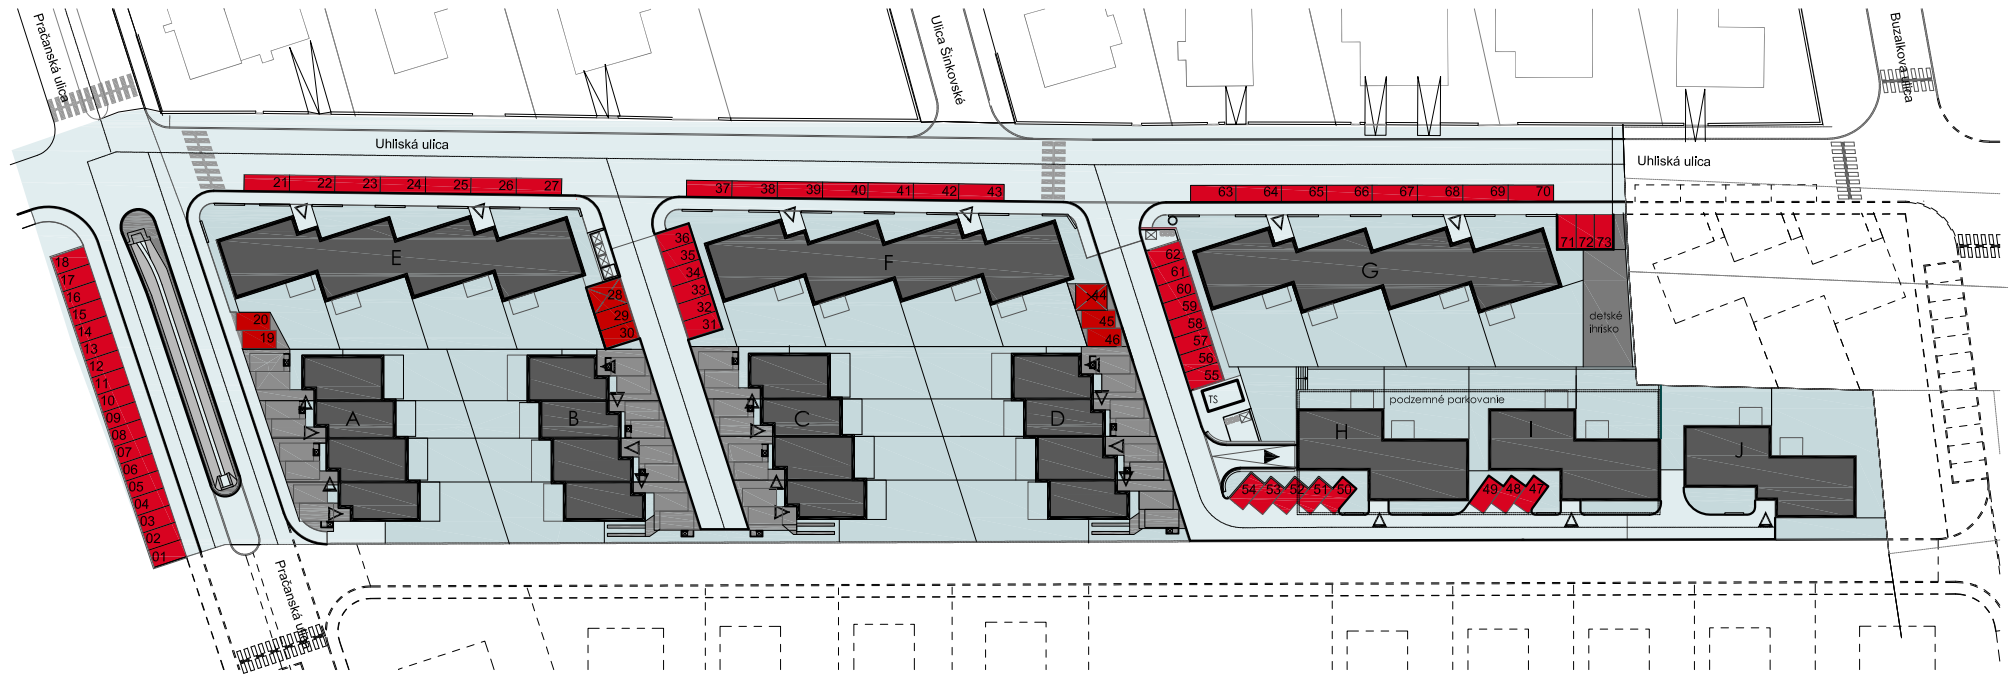 Pračanská ulica
Ulica Šinkovské
Buzalkova ulica
Uhliská ulica
Uhliská ulica
21 22 23 24 25 26 27
37 38 39 40 41 42 43
63 64 65 66 67 68 69 70
71 72 73
E
F
G
18
17
16
15
14
13
12
11
10
09
08
07
06
05
04
03
02
01
20
19
28
29
30
36
35
34
33
32
31
44
45
46
62
61
60
59
58
57
56
55
detské
ihrisko
TS
podzemné parkovanie
A
B
C
D
H
I
J
54 53 52 51 50
49 48 47
Pračanská ulica